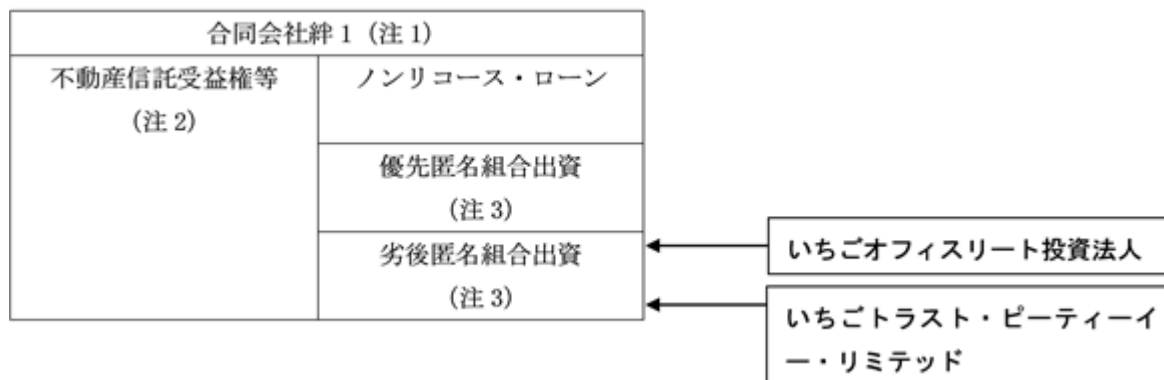 合同会社絆 1（注 1）
不動産信託受益権等
（注 2）
ノンリコース・ローン
優先匿名組合出資
（注 3）
劣後匿名組合出資
（注 3）
いちごオフィスリート投資法人
いちごトラスト・ピーティーイ
ー・リミテッド